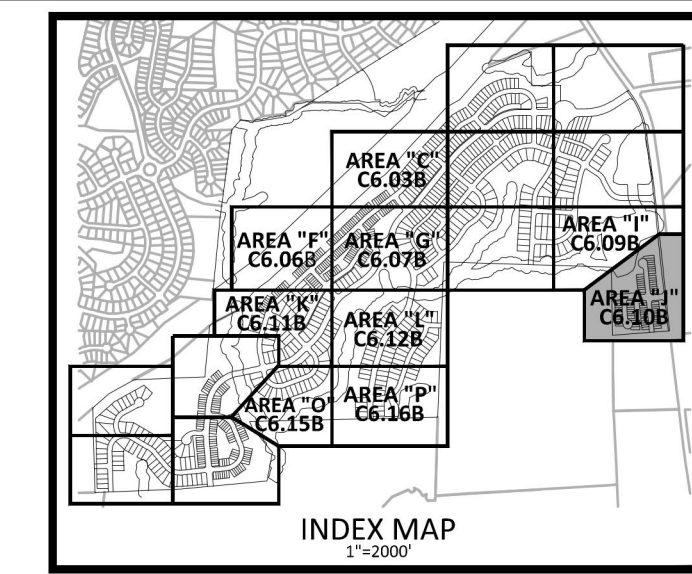 AREA "C"
C6.03B
AREA "F"
C6.06B
AREA "G"
C6.07B
AREA "I"
C6.09B
AREA "J"
C6.10B
AREA "K"
C6.11B
AREA "L"
C6.12B
AREA "O"
C6.15B
AREA "P"
C6.16B
INDEX MAP
1"=2000'